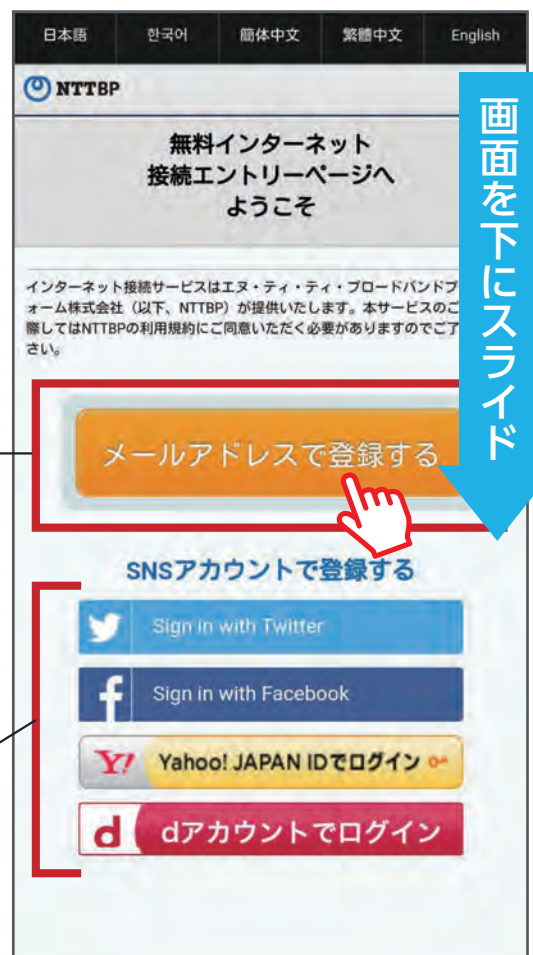 日本語 한국어 簡体中文 繁體中文 English
NTTBP
無料インターネット
接続エントリーページへ
ようこそ
インターネット接続サービスはエヌ・ティ・ティ・ブロードバンドプ
ォーム株式会社（以下、NTTBP）が提供いたします。本サービスのご
際してはNTTBPの利用規約にご同意いただく必要がありますのでご了
さい。
画面を下にスライド
メールアドレスで登録する
SNSアカウントで登録する
Sign in with Twitter
Sign in with Facebook
Y! Yahoo! JAPAN IDでログイン
d dアカウントでログイン